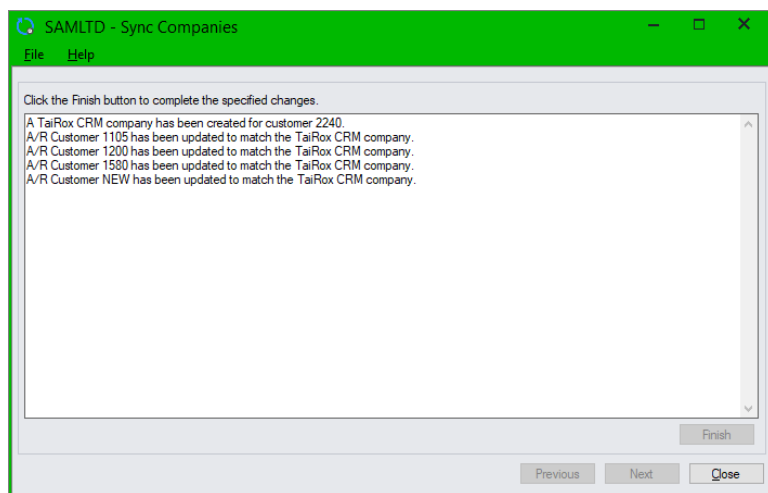 SAMLTD - Sync Companies
File Help
Click the Finish button to complete the specified changes.
A TaiRox CRM company has been created for customer 2240.
A/R Customer 1105 has been updated to match the TaiRox CRM company.
A/R Customer 1200 has been updated to match the TaiRox CRM company.
A/R Customer 1580 has been updated to match the TaiRox CRM company.
A/R Customer NEW has been updated to match the TaiRox CRM company.
Finish
Previous Next Close